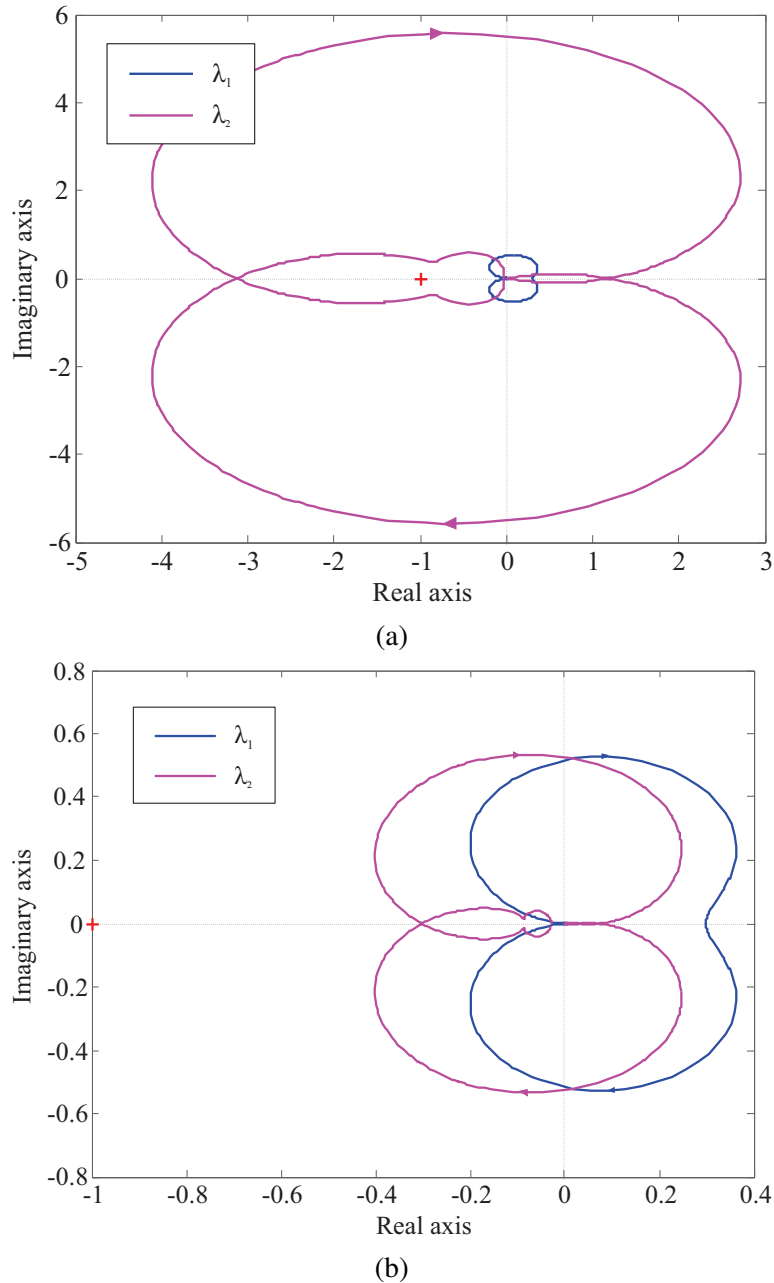 6
4
2
0
-2
-4
-6
Imaginary axis
λ₁
λ₂
-5 -4 -3 -2 -1 0 1 2 3
Real axis
(a)
0.8
0.6
0.4
0.2
0
-0.2
-0.4
-0.6
-0.8
Imaginary axis
λ₁
λ₂
-1 -0.8 -0.6 -0.4 -0.2 0 0.2 0.4
Real axis
(b)